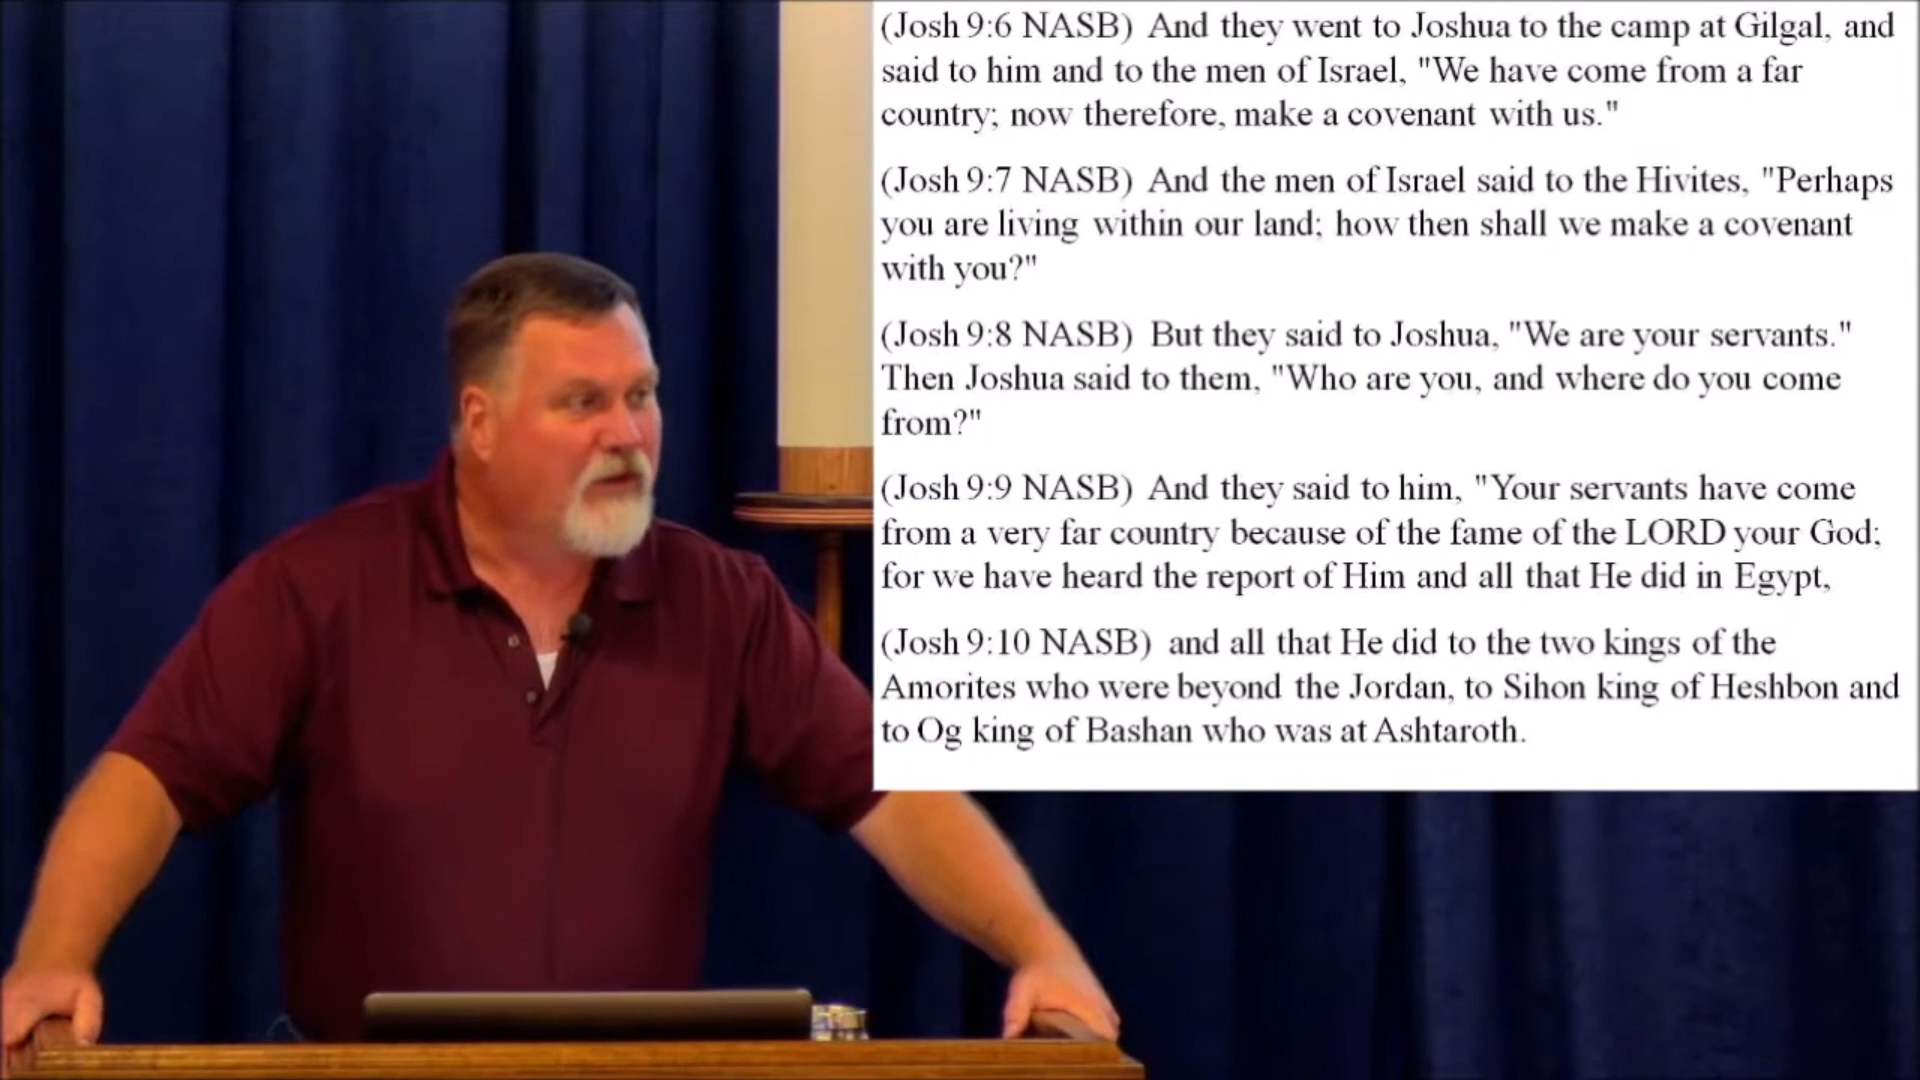 (Josh 9:6 NASB) And they went to Joshua to the camp at Gilgal, and
said to him and to the men of Israel, "We have come from a far
country; now therefore, make a covenant with us."
(Josh 9:7 NASB) And the men of Israel said to the Hivites, "Perhaps
you are living within our land; how then shall we make a covenant
with you?"
(Josh 9:8 NASB) But they said to Joshua, "We are your servants."
Then Joshua said to them, "Who are you, and where do you come
from?"
(Josh 9:9 NASB) And they said to him, "Your servants have come
from a very far country because of the fame of the LORD your God;
for we have heard the report of Him and all that He did in Egypt,
(Josh 9:10 NASB) and all that He did to the two kings of the
Amorites who were beyond the Jordan, to Sihon king of Heshbon and
to Og king of Bashan who was at Ashtaroth.